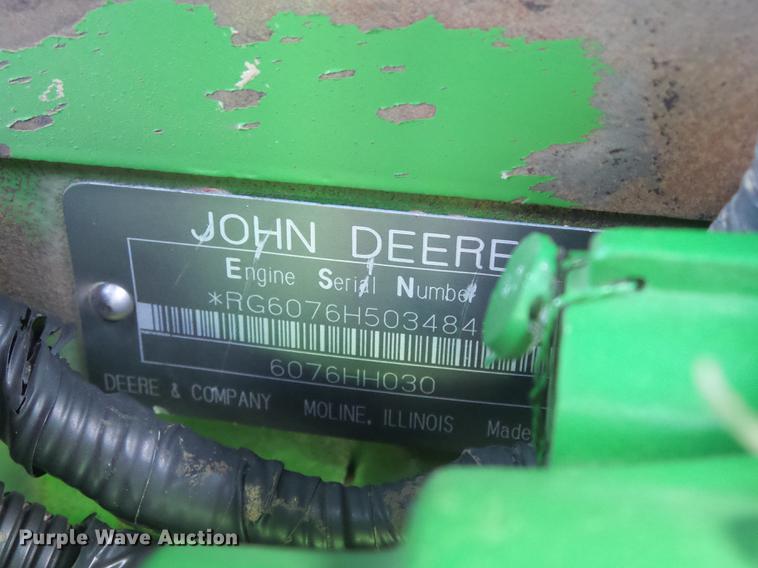 JOHN DEERE
Engine Serial Number
*RG6076H503484
6076HH030
DEERE & COMPANY MOLINE, ILLINOIS Made
Purple Wave Auction